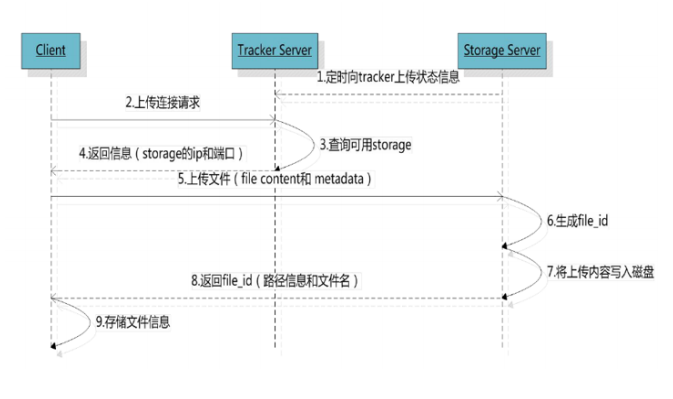 Client
Tracker Server
Storage Server
1.定时向tracker上传状态信息
2.上传连接请求
3.查询可用storage
4.返回信（storage的ip和端口）
5.上传文件（file content和 metadata）
6.生成file_id
7.将上传内容写入磁盘
8.返回file_id（路径信息和文件名）
9.存储文件信息